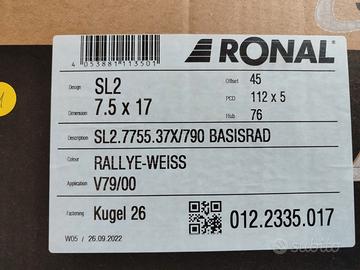 4 053881 113501
RONAL
Design SL2
Dimension 7.5 x 17
Offset 45
PCD 112 x 5
Hub 76
Description SL2.7755.37X/790 BASISRAD
Colour RALLYE-WEISS
Application V79/00
Fastening Kugel 26
012.2335.017
W05 / 26.09.2022
subito